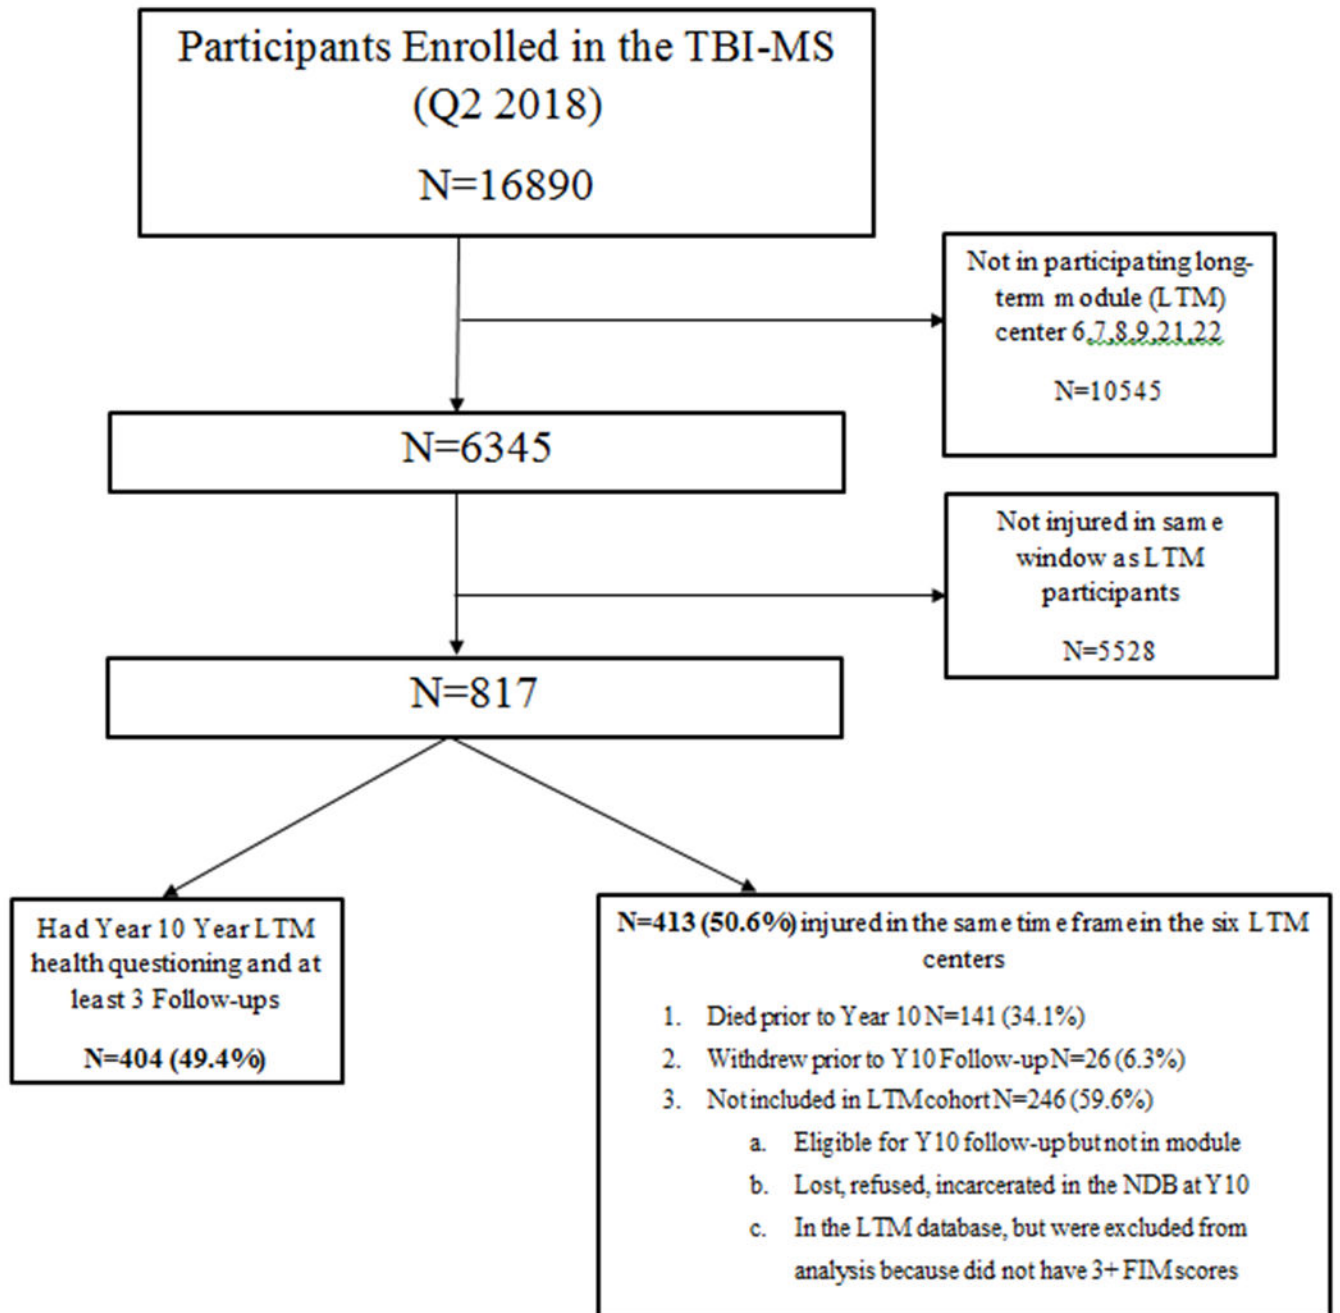 Participants Enrolled in the TBI-MS
(Q2 2018)
N=16890
Not in participating long-
term module (LTM)
center 6,7,8,9,21,22
N=10545
N=6345
Not injured in same
window as LTM
participants
N=5528
N=817
Had Year 10 Year LTM
health questioning and at
least 3 Follow-ups
N=404 (49.4%)
N=413 (50.6%) injured in the same time frame in the six LTM
centers
1. Died prior to Year 10 N=141 (34.1%)
2. Withdrew prior to Y10 Follow-up N=26 (6.3%)
3. Not included in LTM cohort N=246 (59.6%)
a. Eligible for Y10 follow-up but not in module
b. Lost, refused, incarcerated in the NDB at Y10
c. In the LTM database, but were excluded from
analysis because did not have 3+ FIM scores